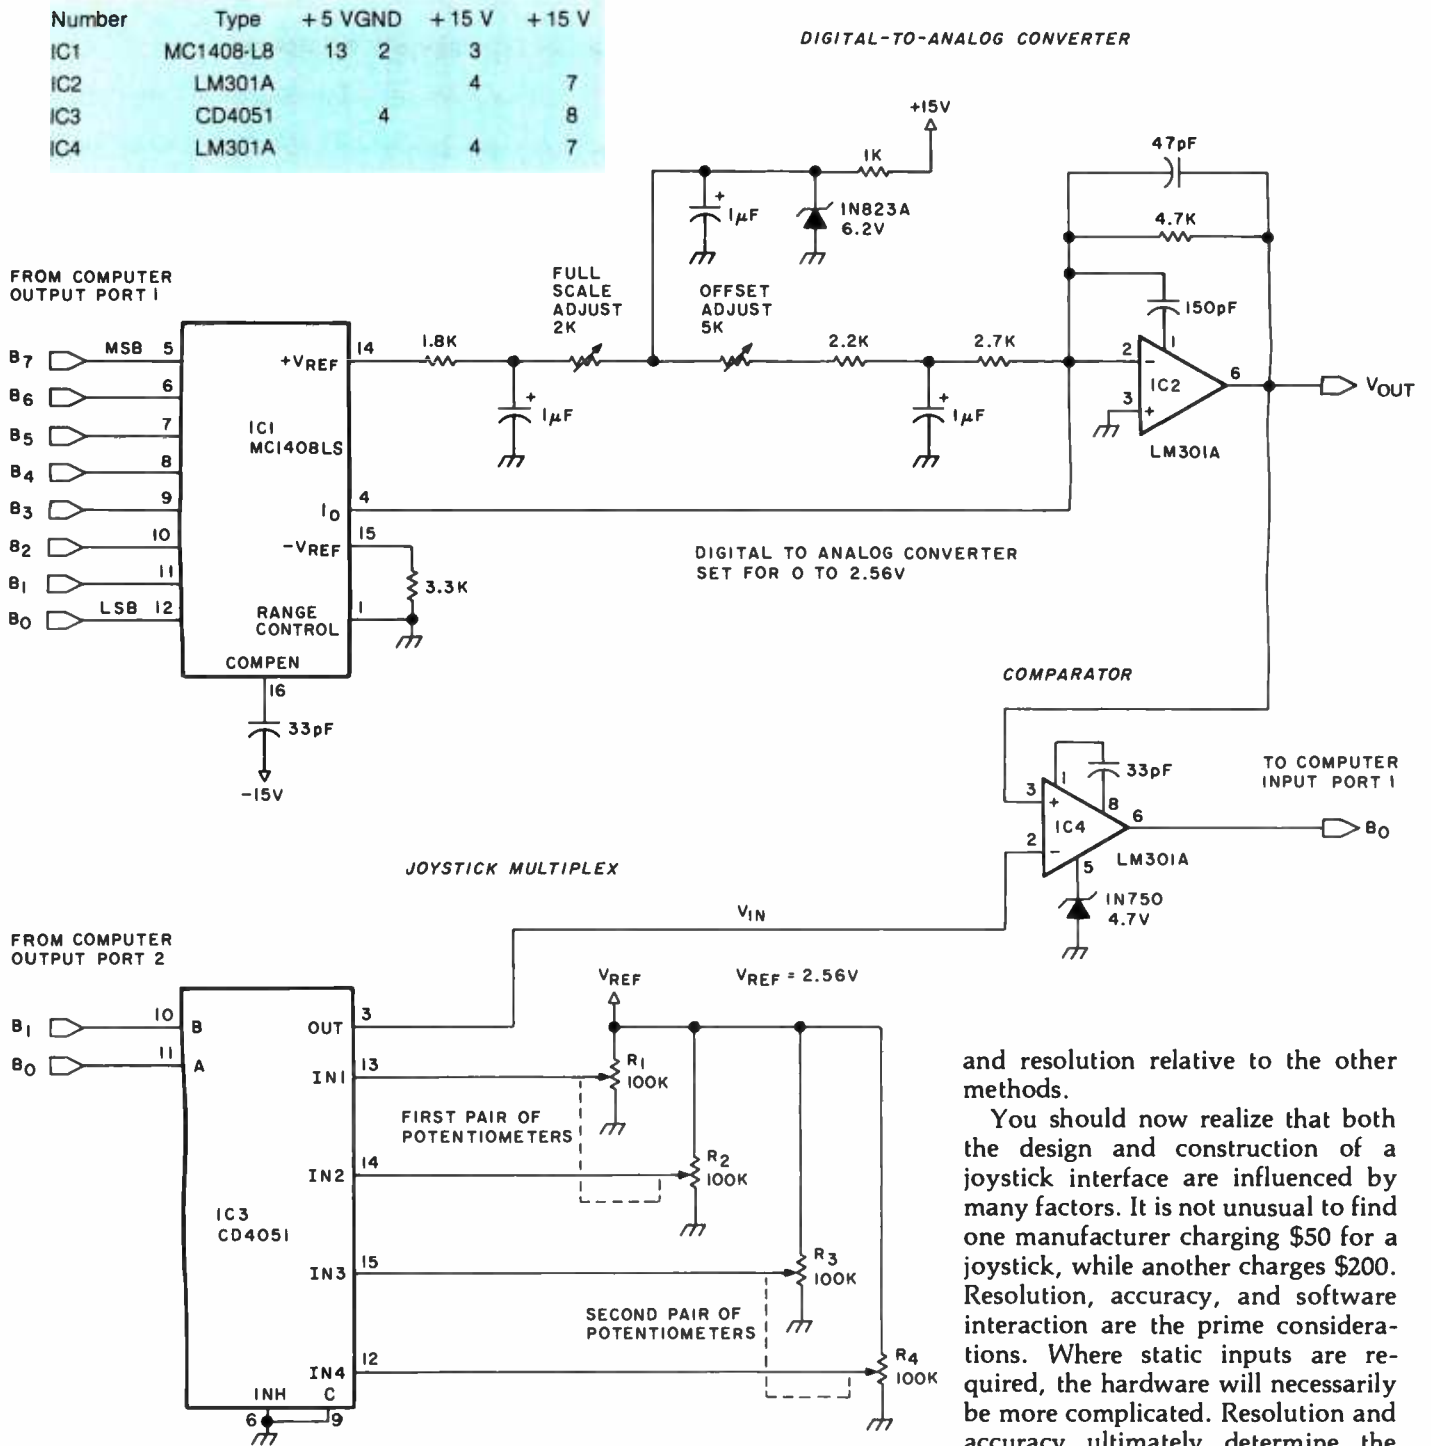 Number Type +5 VGND +15 V +15 V
IC1 MC1408-L8 13 2 3
IC2 LM301A 4 7
IC3 CD4051 4 8
IC4 LM301A 4 7
DIGITAL-TO-ANALOG CONVERTER
+15V
1K
+
1µF
1N823A
6.2V
47pF
4.7K
150pF
FROM COMPUTER
OUTPUT PORT 1
FULL
SCALE
ADJUST
2K
OFFSET
ADJUST
5K
1.8K
2.2K
2.7K
+
1µF
+
1µF
B7 MSB 5
B6 6
B5 7
B4 8
B3 9
B2 10
B1 11
B0 LSB 12
IC1
MC1408LS
+VREF 14
IO 4
-VREF 15
RANGE
CONTROL
1
COMPEN
16
33pF
-15V
3.3K
2 -
3 +
1
IC2
6
LM301A
VOUT
DIGITAL TO ANALOG CONVERTER
SET FOR 0 TO 2.56V
COMPARATOR
3 +
2 -
1
33pF
8
IC4
6
5
LM301A
1N750
4.7V
TO COMPUTER
INPUT PORT 1
B0
JOYSTICK MULTIPLEX
VIN
FROM COMPUTER
OUTPUT PORT 2
B1 10 B
B0 11 A
OUT 3
IN1 13
IN2 14
IN3 15
IN4 12
IC3
CD4051
INH C
6 9
VREF
VREF = 2.56V
R1
100K
FIRST PAIR OF
POTENTIOMETERS
R2
100K
R3
100K
SECOND PAIR OF
POTENTIOMETERS
R4
100K
and resolution relative to the other
methods.
You should now realize that both
the design and construction of a
joystick interface are influenced by
many factors. It is not unusual to find
one manufacturer charging $50 for a
joystick, while another charges $200.
Resolution, accuracy, and software
interaction are the prime considera-
tions. Where static inputs are re-
quired, the hardware will necessarily
be more complicated. Resolution and
accuracy ultimately determine the